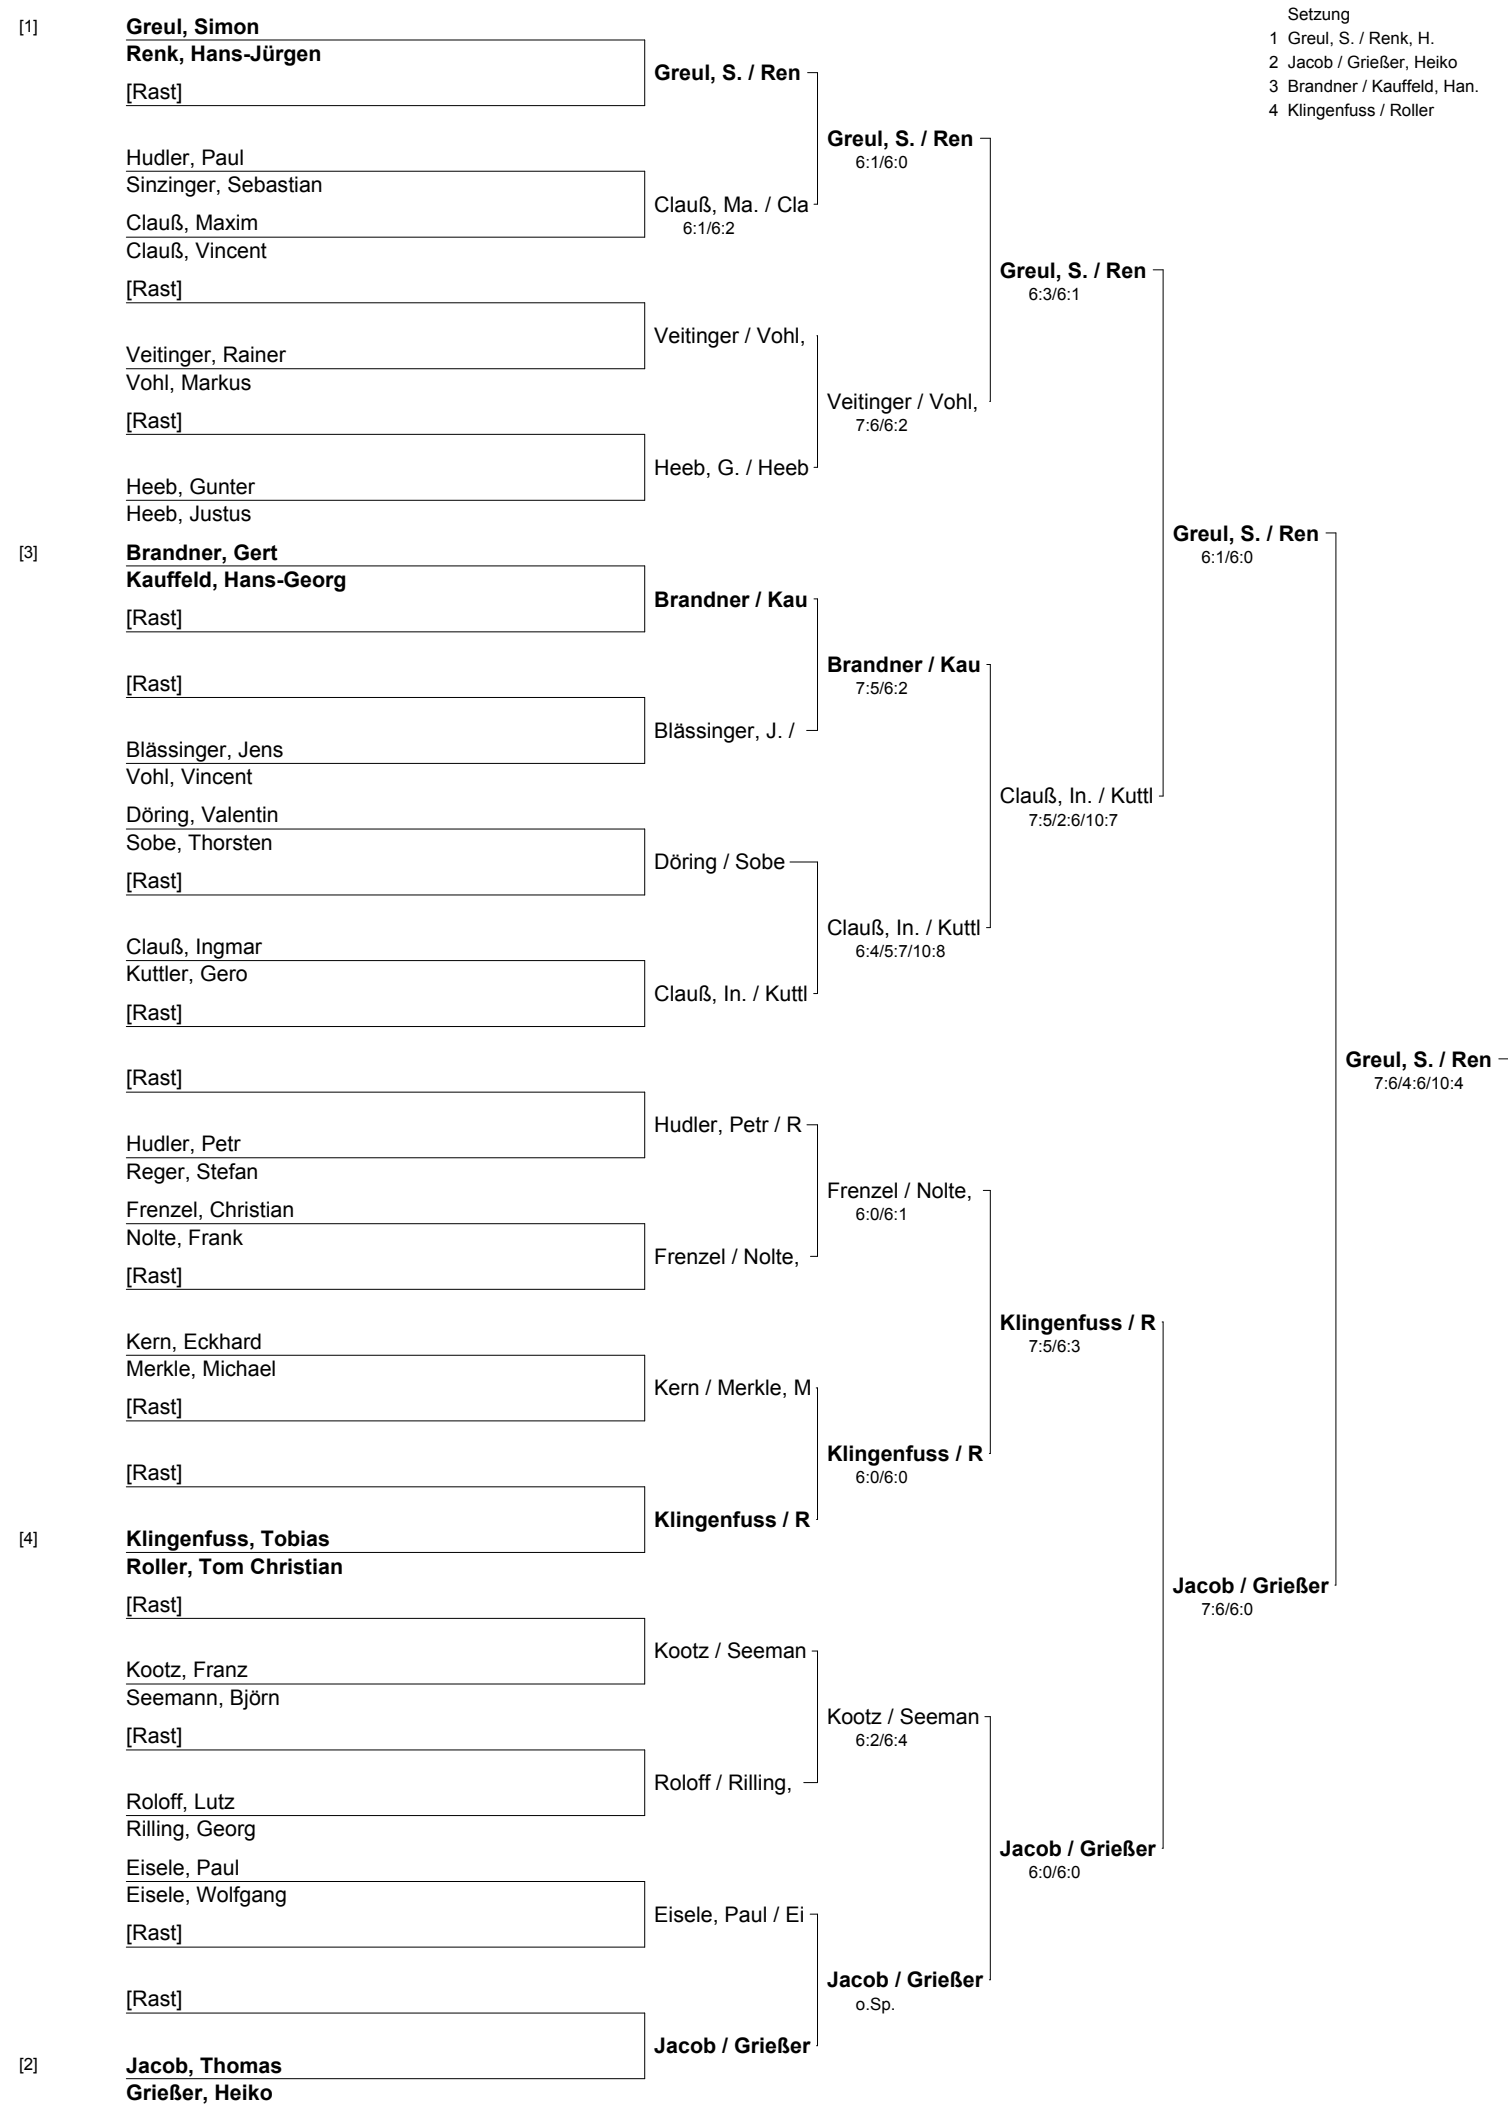 Setzung
1 Greul, S. / Renk, H.
2 Jacob / Grießer, Heiko
3 Brandner / Kauffeld, Han.
4 Klingenfuss / Roller
[1] Greul, Simon
Renk, Hans-Jürgen
[Rast]
Hudler, Paul
Sinzinger, Sebastian
Clauß, Maxim
Clauß, Vincent
[Rast]
Veitinger, Rainer
Vohl, Markus
[Rast]
Heeb, Gunter
Heeb, Justus
[3] Brandner, Gert
Kauffeld, Hans-Georg
[Rast]
[Rast]
Blässinger, Jens
Vohl, Vincent
Döring, Valentin
Sobe, Thorsten
[Rast]
Clauß, Ingmar
Kuttler, Gero
[Rast]
[Rast]
Hudler, Petr
Reger, Stefan
Frenzel, Christian
Nolte, Frank
[Rast]
Kern, Eckhard
Merkle, Michael
[Rast]
[Rast]
[4] Klingenfuss, Tobias
Roller, Tom Christian
[Rast]
Kootz, Franz
Seemann, Björn
[Rast]
Roloff, Lutz
Rilling, Georg
Eisele, Paul
Eisele, Wolfgang
[Rast]
[Rast]
[2] Jacob, Thomas
Grießer, Heiko
Greul, S. / Ren
Clauß, Ma. / Cla
6:1/6:2
Veitinger / Vohl,
Heeb, G. / Heeb
Brandner / Kau
Blässinger, J. /
Döring / Sobe
Clauß, In. / Kuttl
Hudler, Petr / R
Frenzel / Nolte,
Kern / Merkle, M
Klingenfuss / R
Kootz / Seeman
Roloff / Rilling,
Eisele, Paul / Ei
Jacob / Grießer
Greul, S. / Ren
6:1/6:0
Veitinger / Vohl,
7:6/6:2
Brandner / Kau
7:5/6:2
Clauß, In. / Kuttl
6:4/5:7/10:8
Frenzel / Nolte,
6:0/6:1
Klingenfuss / R
6:0/6:0
Kootz / Seeman
6:2/6:4
Jacob / Grießer
o.Sp.
Greul, S. / Ren
6:3/6:1
Clauß, In. / Kuttl
7:5/2:6/10:7
Klingenfuss / R
7:5/6:3
Jacob / Grießer
6:0/6:0
Greul, S. / Ren
6:1/6:0
Jacob / Grießer
7:6/6:0
Greul, S. / Ren
7:6/4:6/10:4